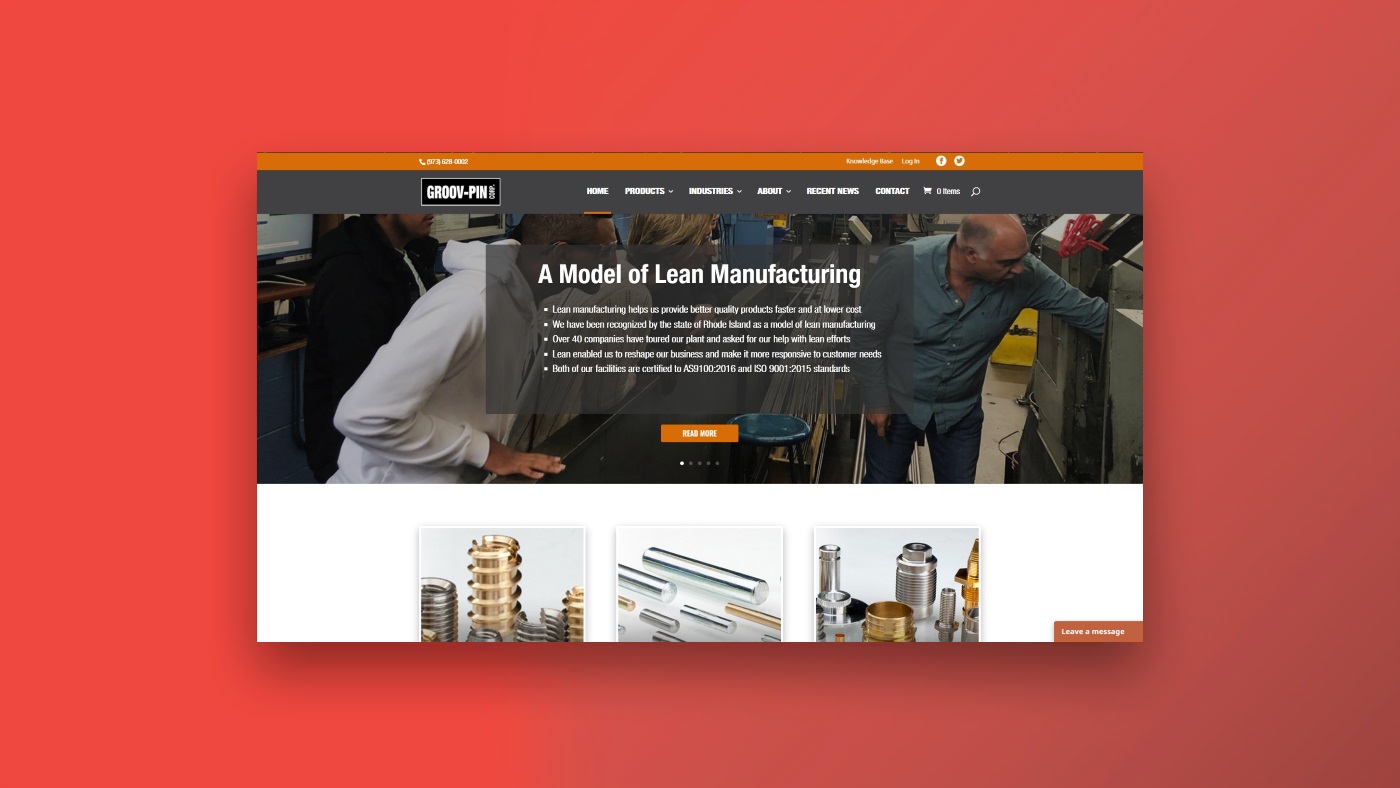 (973) 628-0002
Knowledge Base Log In
GROOV-PIN CORP.
HOME PRODUCTS INDUSTRIES ABOUT RECENT NEWS CONTACT 0 Items
A Model of Lean Manufacturing
Lean manufacturing helps us provide better quality products faster and at lower cost
We have been recognized by the state of Rhode Island as a model of lean manufacturing
Over 40 companies have toured our plant and asked for our help with lean efforts
Lean enabled us to reshape our business and make it more responsive to customer needs
Both of our facilities are certified to AS9100:2016 and ISO 9001:2015 standards
READ MORE
Leave a message